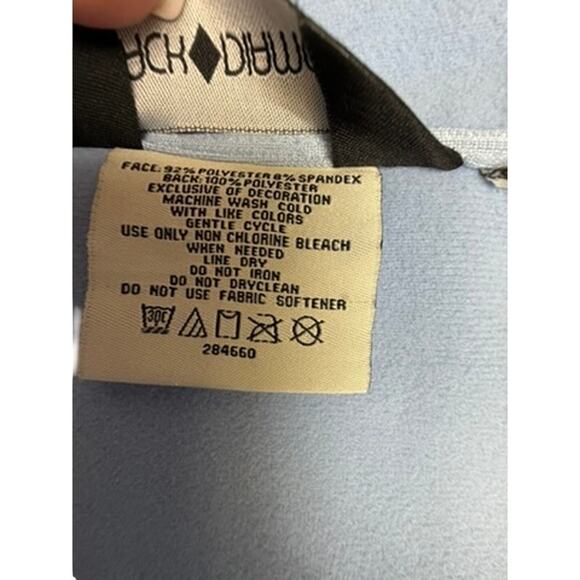 FACE: 92% POLYESTER 8% SPANDEX
BACK: 100% POLYESTER
EXCLUSIVE OF DECORATION
MACHINE WASH COLD
WITH LIKE COLORS
GENTLE CYCLE
USE ONLY NON CHLORINE BLEACH
WHEN NEEDED
LINE DRY
DO NOT IRON
DO NOT DRYCLEAN
DO NOT USE FABRIC SOFTENER
30C
284660